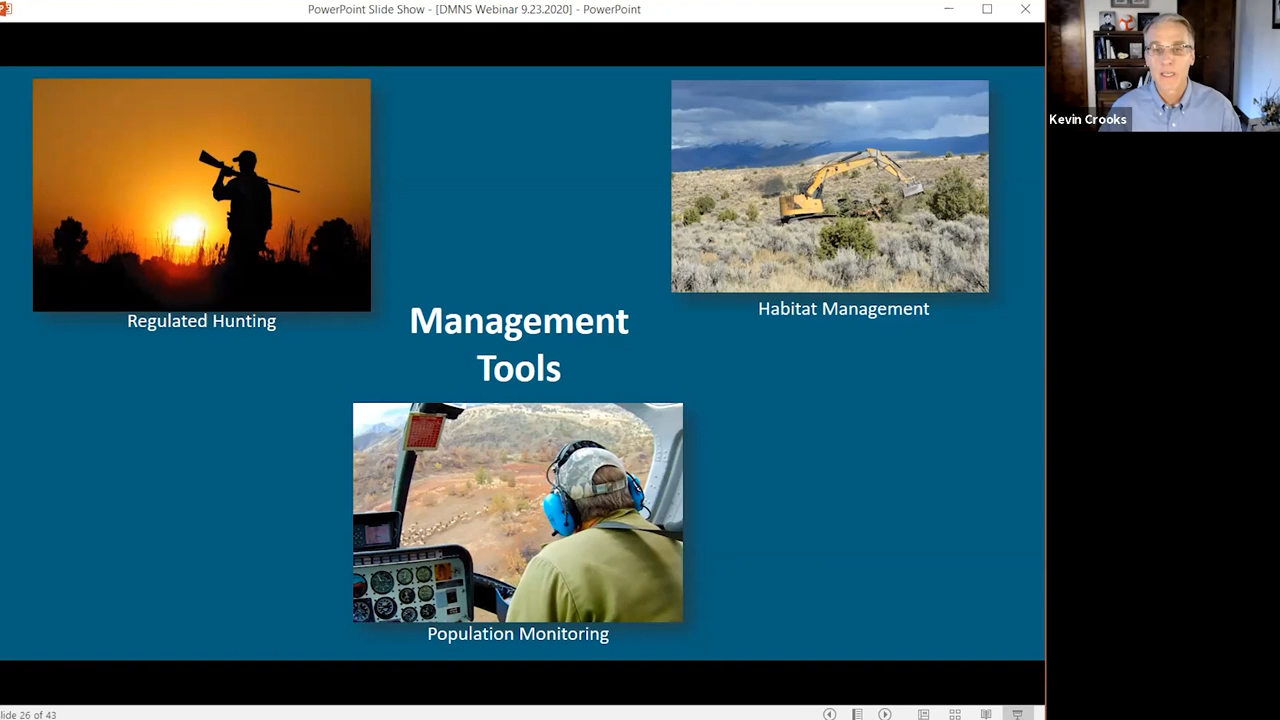 PowerPoint Slide Show - [DMNS Webinar 9.23.2020] - PowerPoint
Kevin Crooks
Regulated Hunting
Habitat Management
Management
Tools
Population Monitoring
lide 26 of 43